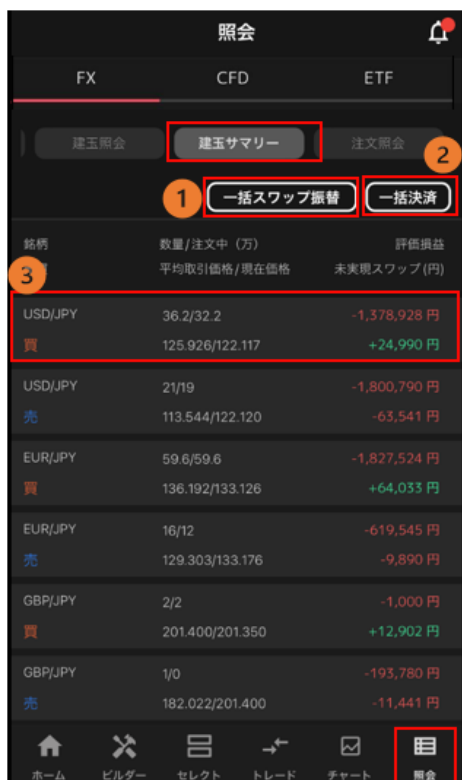 照会
FX CFD ETF
建玉照会 建玉サマリー 注文照会
2
1 一括スワップ振替 一括決済
銘柄 数量/注文中（万） 評価損益
3 平均取引価格/現在価格 未実現スワップ(円)
USD/JPY 36.2/32.2 -1,378,928 円
買 125.926/122.117 +24,990 円
USD/JPY 21/19 -1,800,790 円
売 113.544/122.120 -63,541 円
EUR/JPY 59.6/59.6 -1,827,524 円
買 136.192/133.126 +64,033 円
EUR/JPY 16/12 -619,545 円
売 129.303/133.176 -9,890 円
GBP/JPY 2/2 -1,000 円
買 201.400/201.350 +12,902 円
GBP/JPY 1/0 -193,780 円
売 182.022/201.400 -11,441 円
ホーム ビルダー セレクト トレード チャート 照会